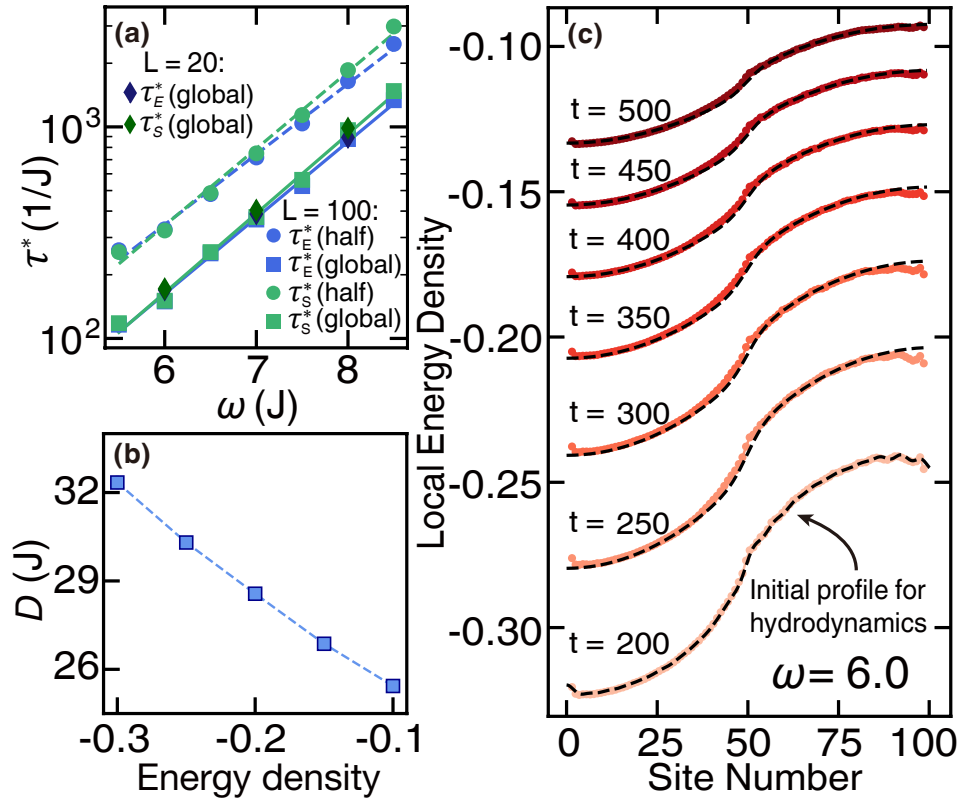 (a)
L = 20:
τ*E (global)
τ*S (global)
L = 100:
τ*E (half)
τ*E (global)
τ*S (half)
τ*S (global)
10³
10²
τ* (1/J)
6 7 8
ω (J)
(b)
32
29
26
D (J)
-0.3 -0.2 -0.1
Energy density
(c)
-0.10
-0.15
-0.20
-0.25
-0.30
Local Energy Density
t = 500
t = 450
t = 400
t = 350
t = 300
t = 250
t = 200
Initial profile for
hydrodynamics
ω = 6.0
0 25 50 75 100
Site Number